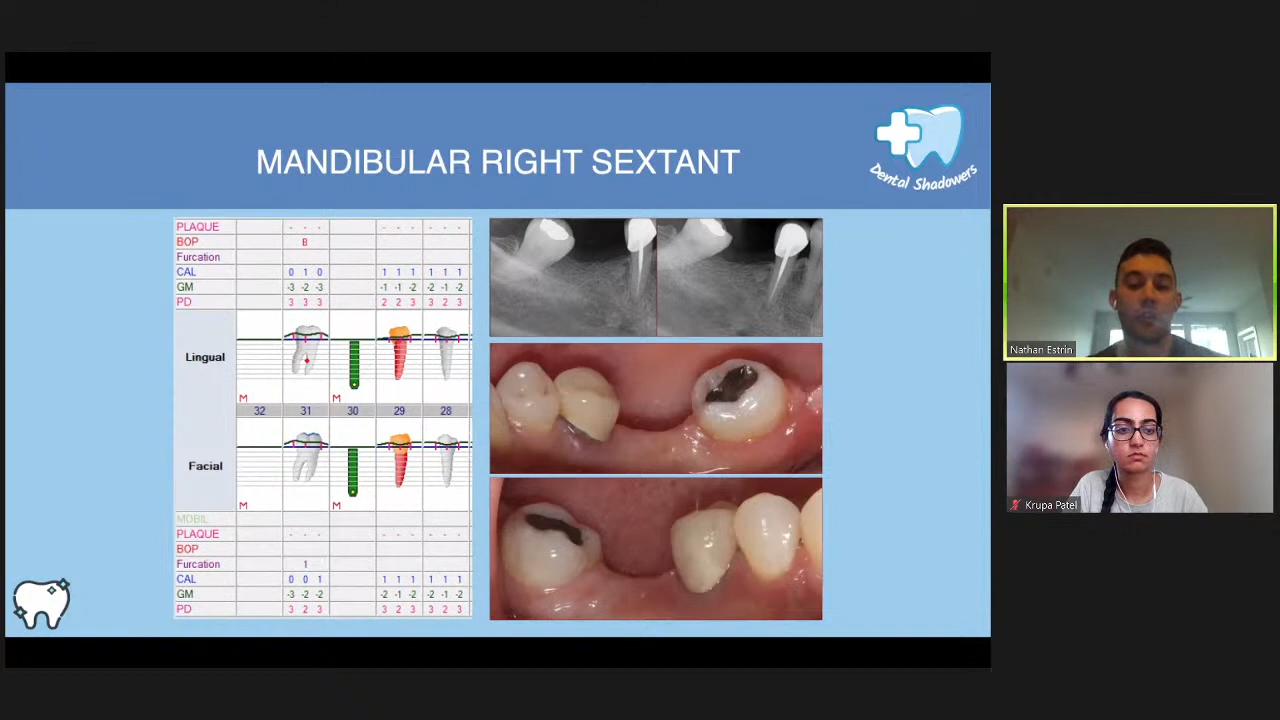 MANDIBULAR RIGHT SEXTANT
Dental Shadowers
PLAQUE - - - - - - - - -
BOP B
Furcation
CAL 0 1 0 1 1 1 1 1 1
GM -3 -2 -3 -1 -1 -2 -2 -1 -2
PD 3 3 3 2 2 3 3 2 3
Lingual
M M
32 31 30 29 28
Facial
M M
MOBIL
PLAQUE - - - - - - - - -
BOP
Furcation 1
CAL 0 0 1 1 1 1 1 1 1
GM -3 -2 -2 -2 -1 -2 -2 -1 -2
PD 3 2 3 3 2 3 3 2 3
Nathan Estrin
Krupa Patel